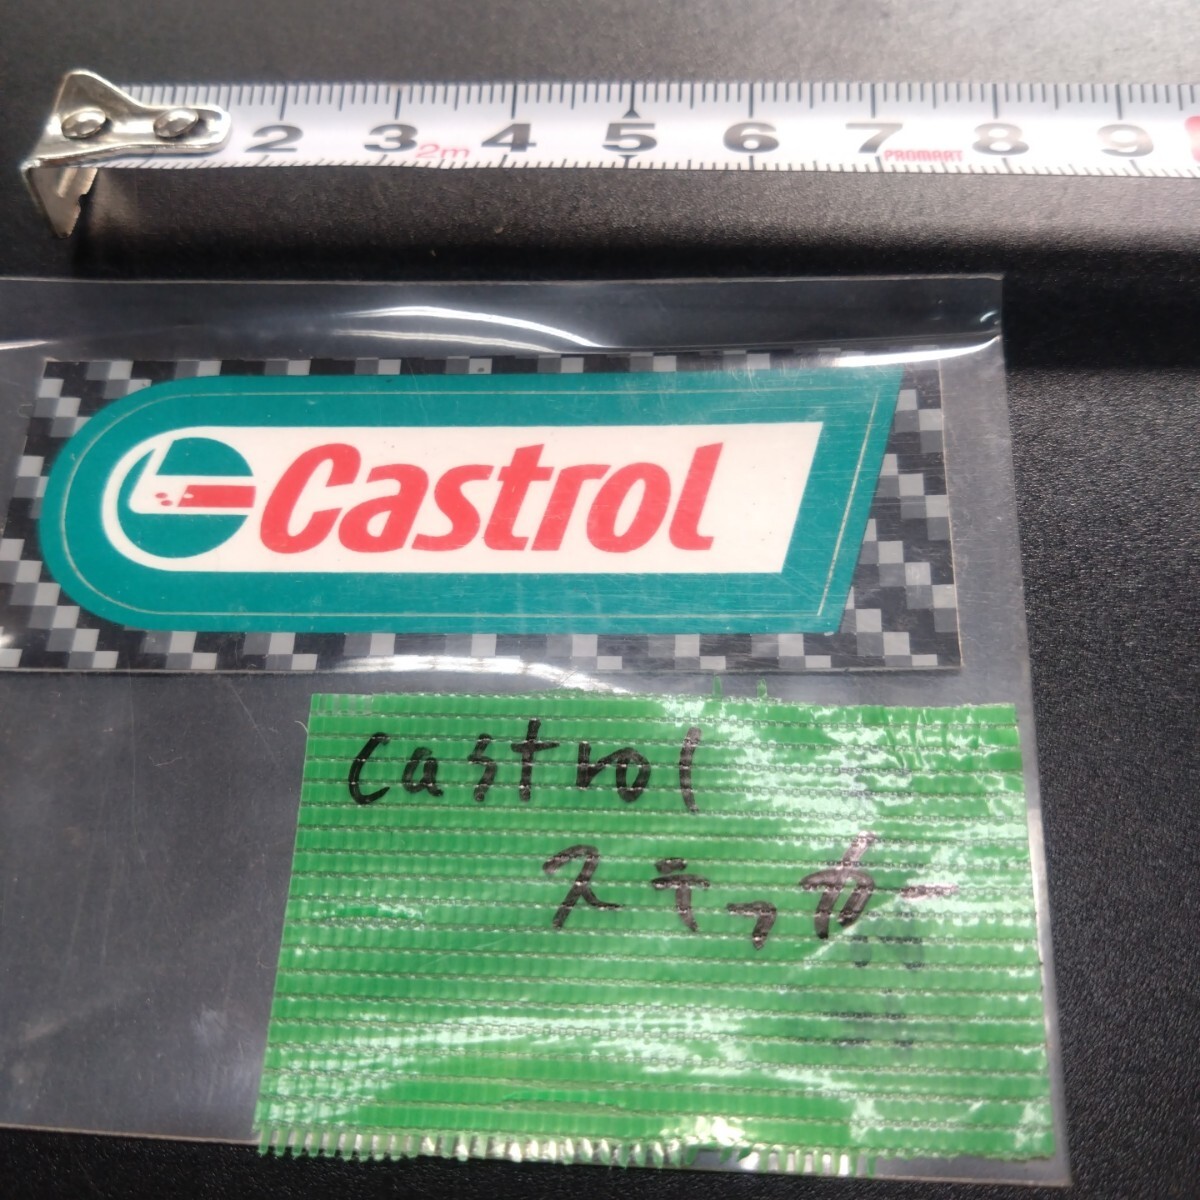 2 3 4 5 6 7 8 9
2m PROMART
Castrol
castrol
ステッカー